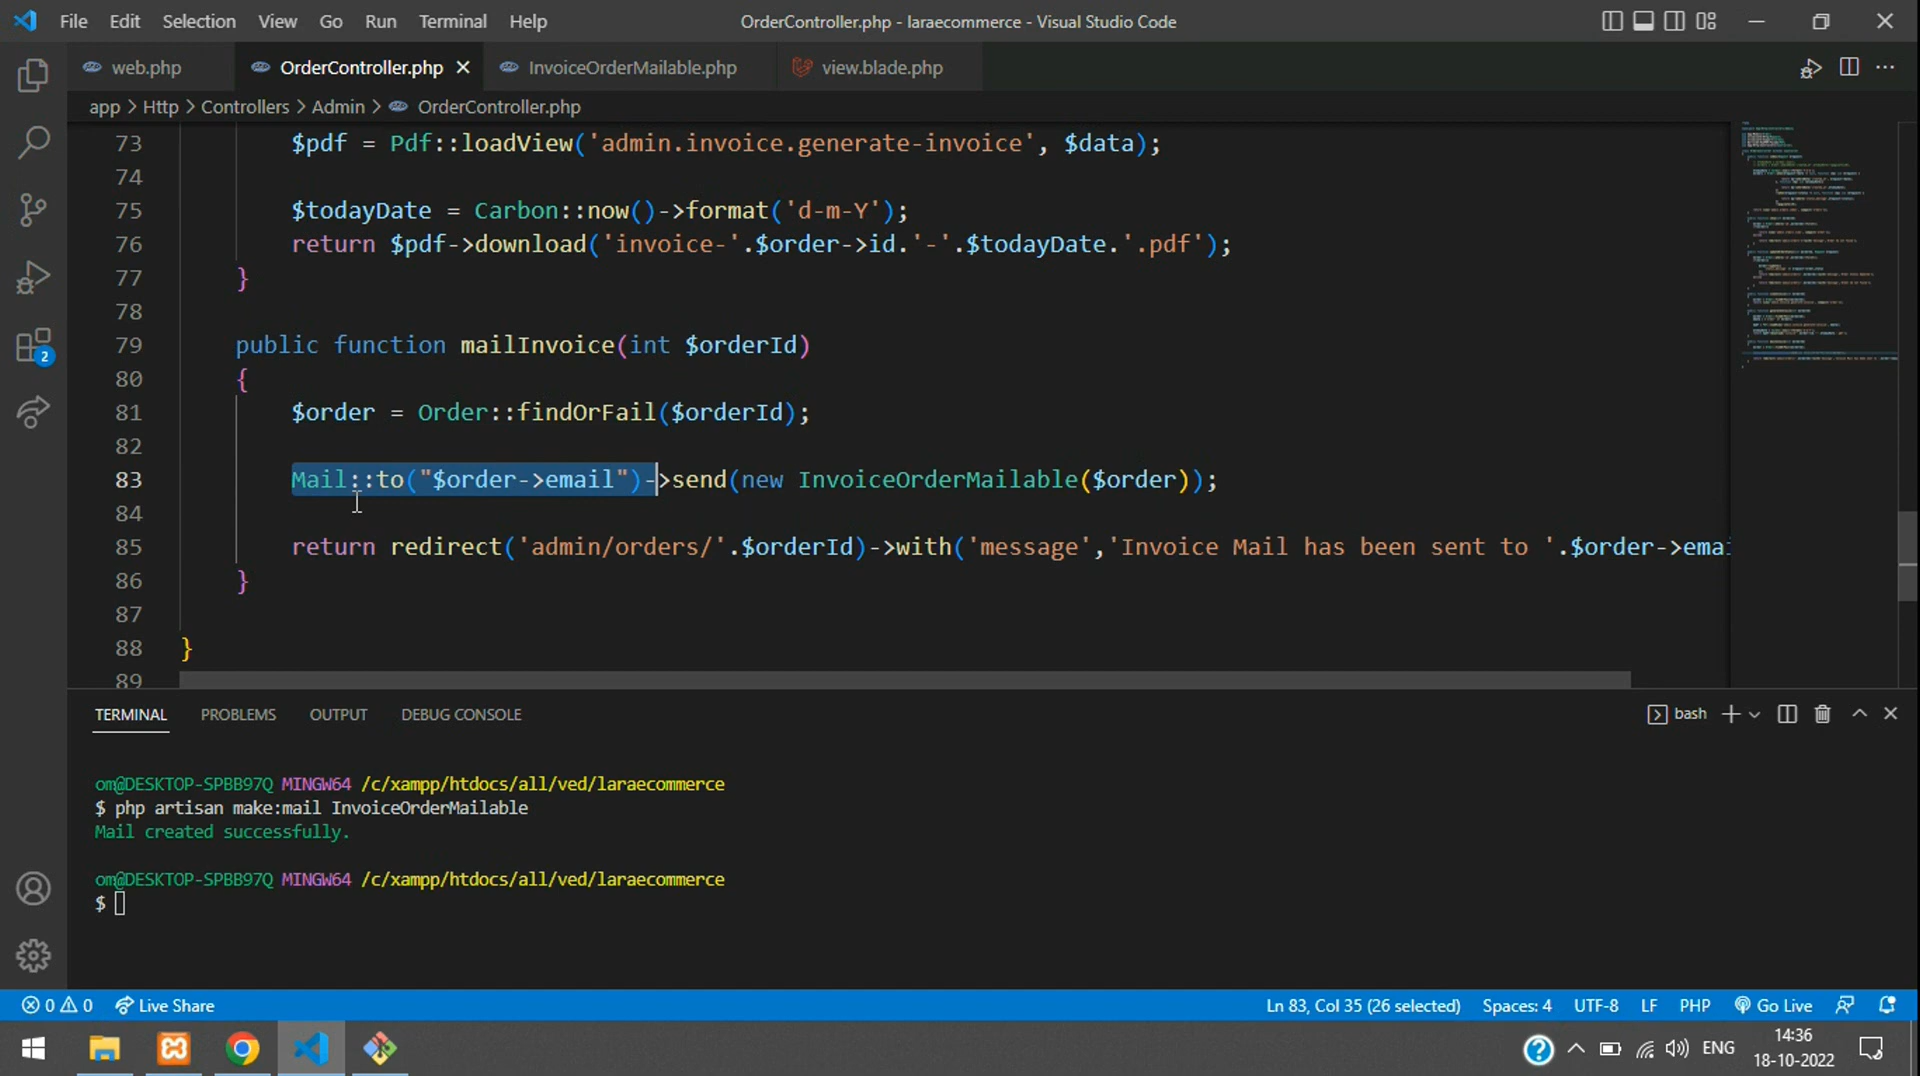 File Edit Selection View Go Run Terminal Help OrderController.php - laraecommerce - Visual Studio Code
web.php OrderController.php InvoiceOrderMailable.php view.blade.php
app > Http > Controllers > Admin > OrderController.php
73 $pdf = Pdf::loadView('admin.invoice.generate-invoice', $data);
74
75 $todayDate = Carbon::now()->format('d-m-Y');
76 return $pdf->download('invoice-'.$order->id.'-'.$todayDate.'.pdf');
77 }
78
79 public function mailInvoice(int $orderId)
80 {
81 $order = Order::findOrFail($orderId);
82
83 Mail::to("$order->email")->send(new InvoiceOrderMailable($order));
84
85 return redirect('admin/orders/'.$orderId)->with('message','Invoice Mail has been sent to '.$order->emai
86 }
87
88 }
89
TERMINAL PROBLEMS OUTPUT DEBUG CONSOLE bash
om@DESKTOP-SPBB97Q MINGW64 /c/xampp/htdocs/all/ved/laraecommerce
$ php artisan make:mail InvoiceOrderMailable
Mail created successfully.
om@DESKTOP-SPBB97Q MINGW64 /c/xampp/htdocs/all/ved/laraecommerce
$
2
0 0 Live Share Ln 83, Col 35 (26 selected) Spaces: 4 UTF-8 LF PHP Go Live
ENG 14:36
18-10-2022